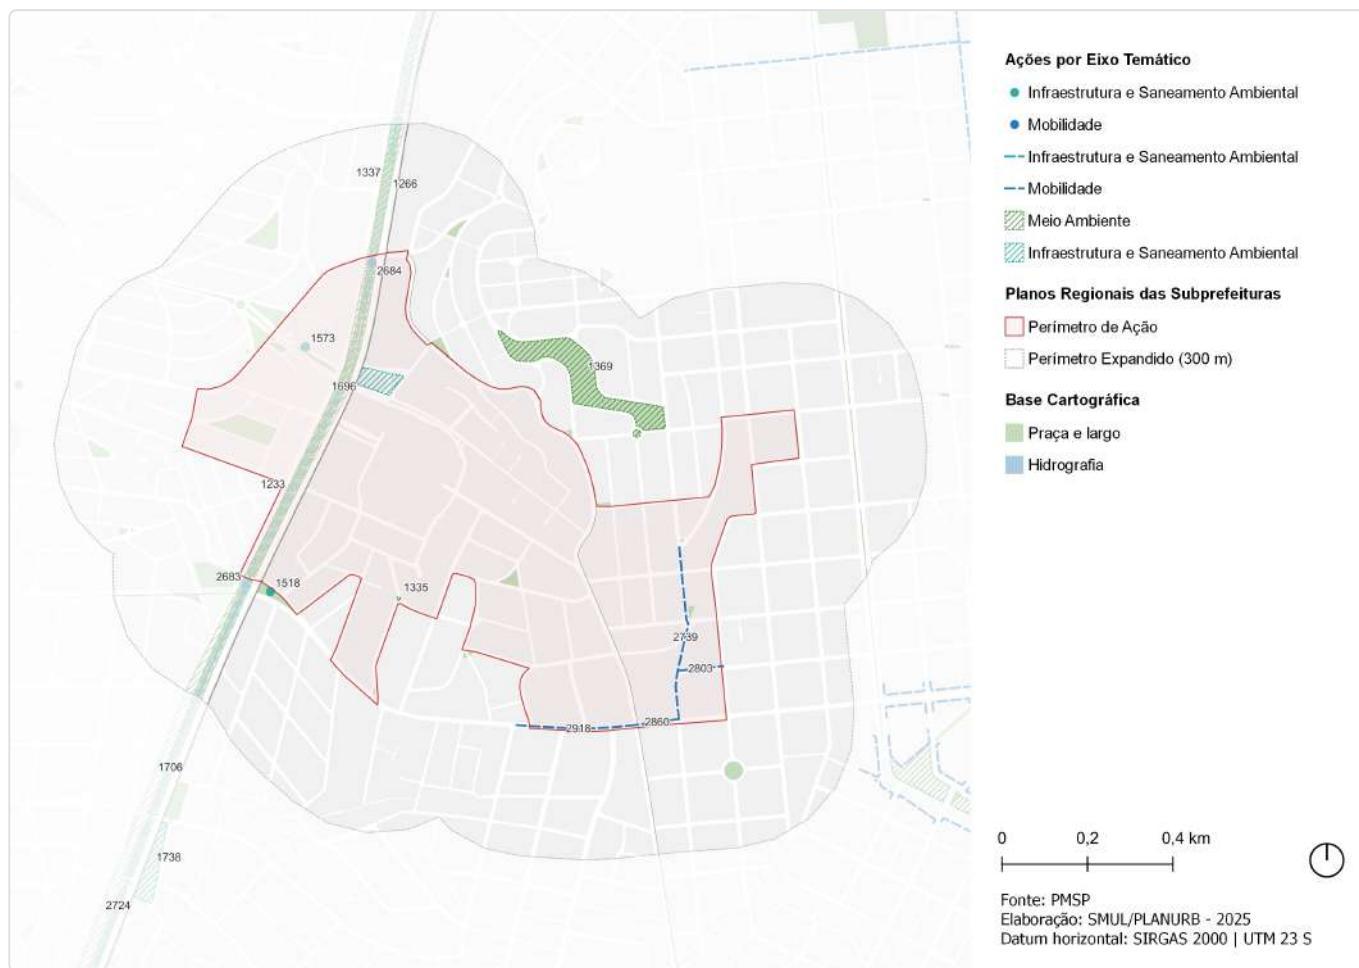 1337
1266
2684
1573
1696
1369
1233
2683
1518
1335
2739
2803
2918
2860
1706
1738
2724
Ações por Eixo Temático
Infraestrutura e Saneamento Ambiental
Mobilidade
Infraestrutura e Saneamento Ambiental
Mobilidade
Meio Ambiente
Infraestrutura e Saneamento Ambiental
Planos Regionais das Subprefeituras
Perímetro de Ação
Perímetro Expandido (300 m)
Base Cartográfica
Praça e largo
Hidrografia
0 0,2 0,4 km
Fonte: PMSP
Elaboração: SMUL/PLANURB - 2025
Datum horizontal: SIRGAS 2000 | UTM 23 S